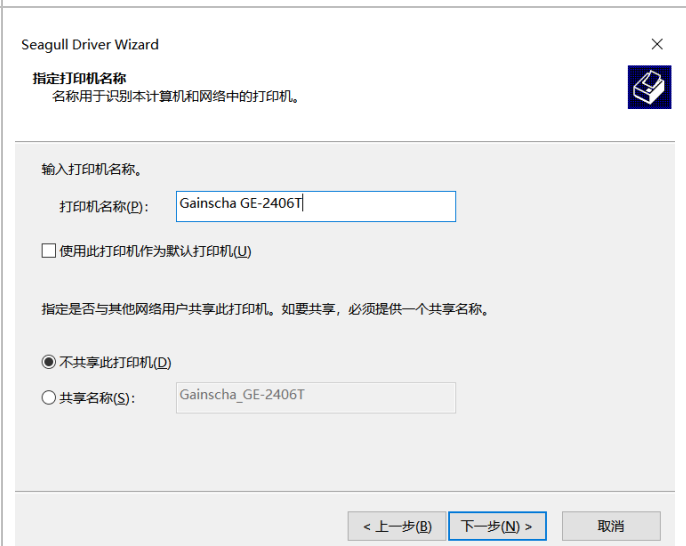 Seagull Driver Wizard
指定打印机名称
名称用于识别本计算机和网络中的打印机。
输入打印机名称。
打印机名称(P): Gainscha GE-2406T
使用此打印机作为默认打印机(U)
指定是否与其他网络用户共享此打印机。如要共享，必须提供一个共享名称。
不共享此打印机(D)
共享名称(S): Gainscha_GE-2406T
< 上一步(B) 下一步(N) > 取消